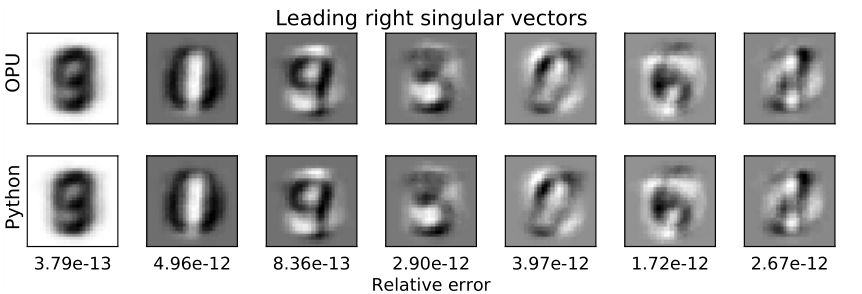 Leading right singular vectors
OPU
Python
3.79e-13 4.96e-12 8.36e-13 2.90e-12 3.97e-12 1.72e-12 2.67e-12
Relative error